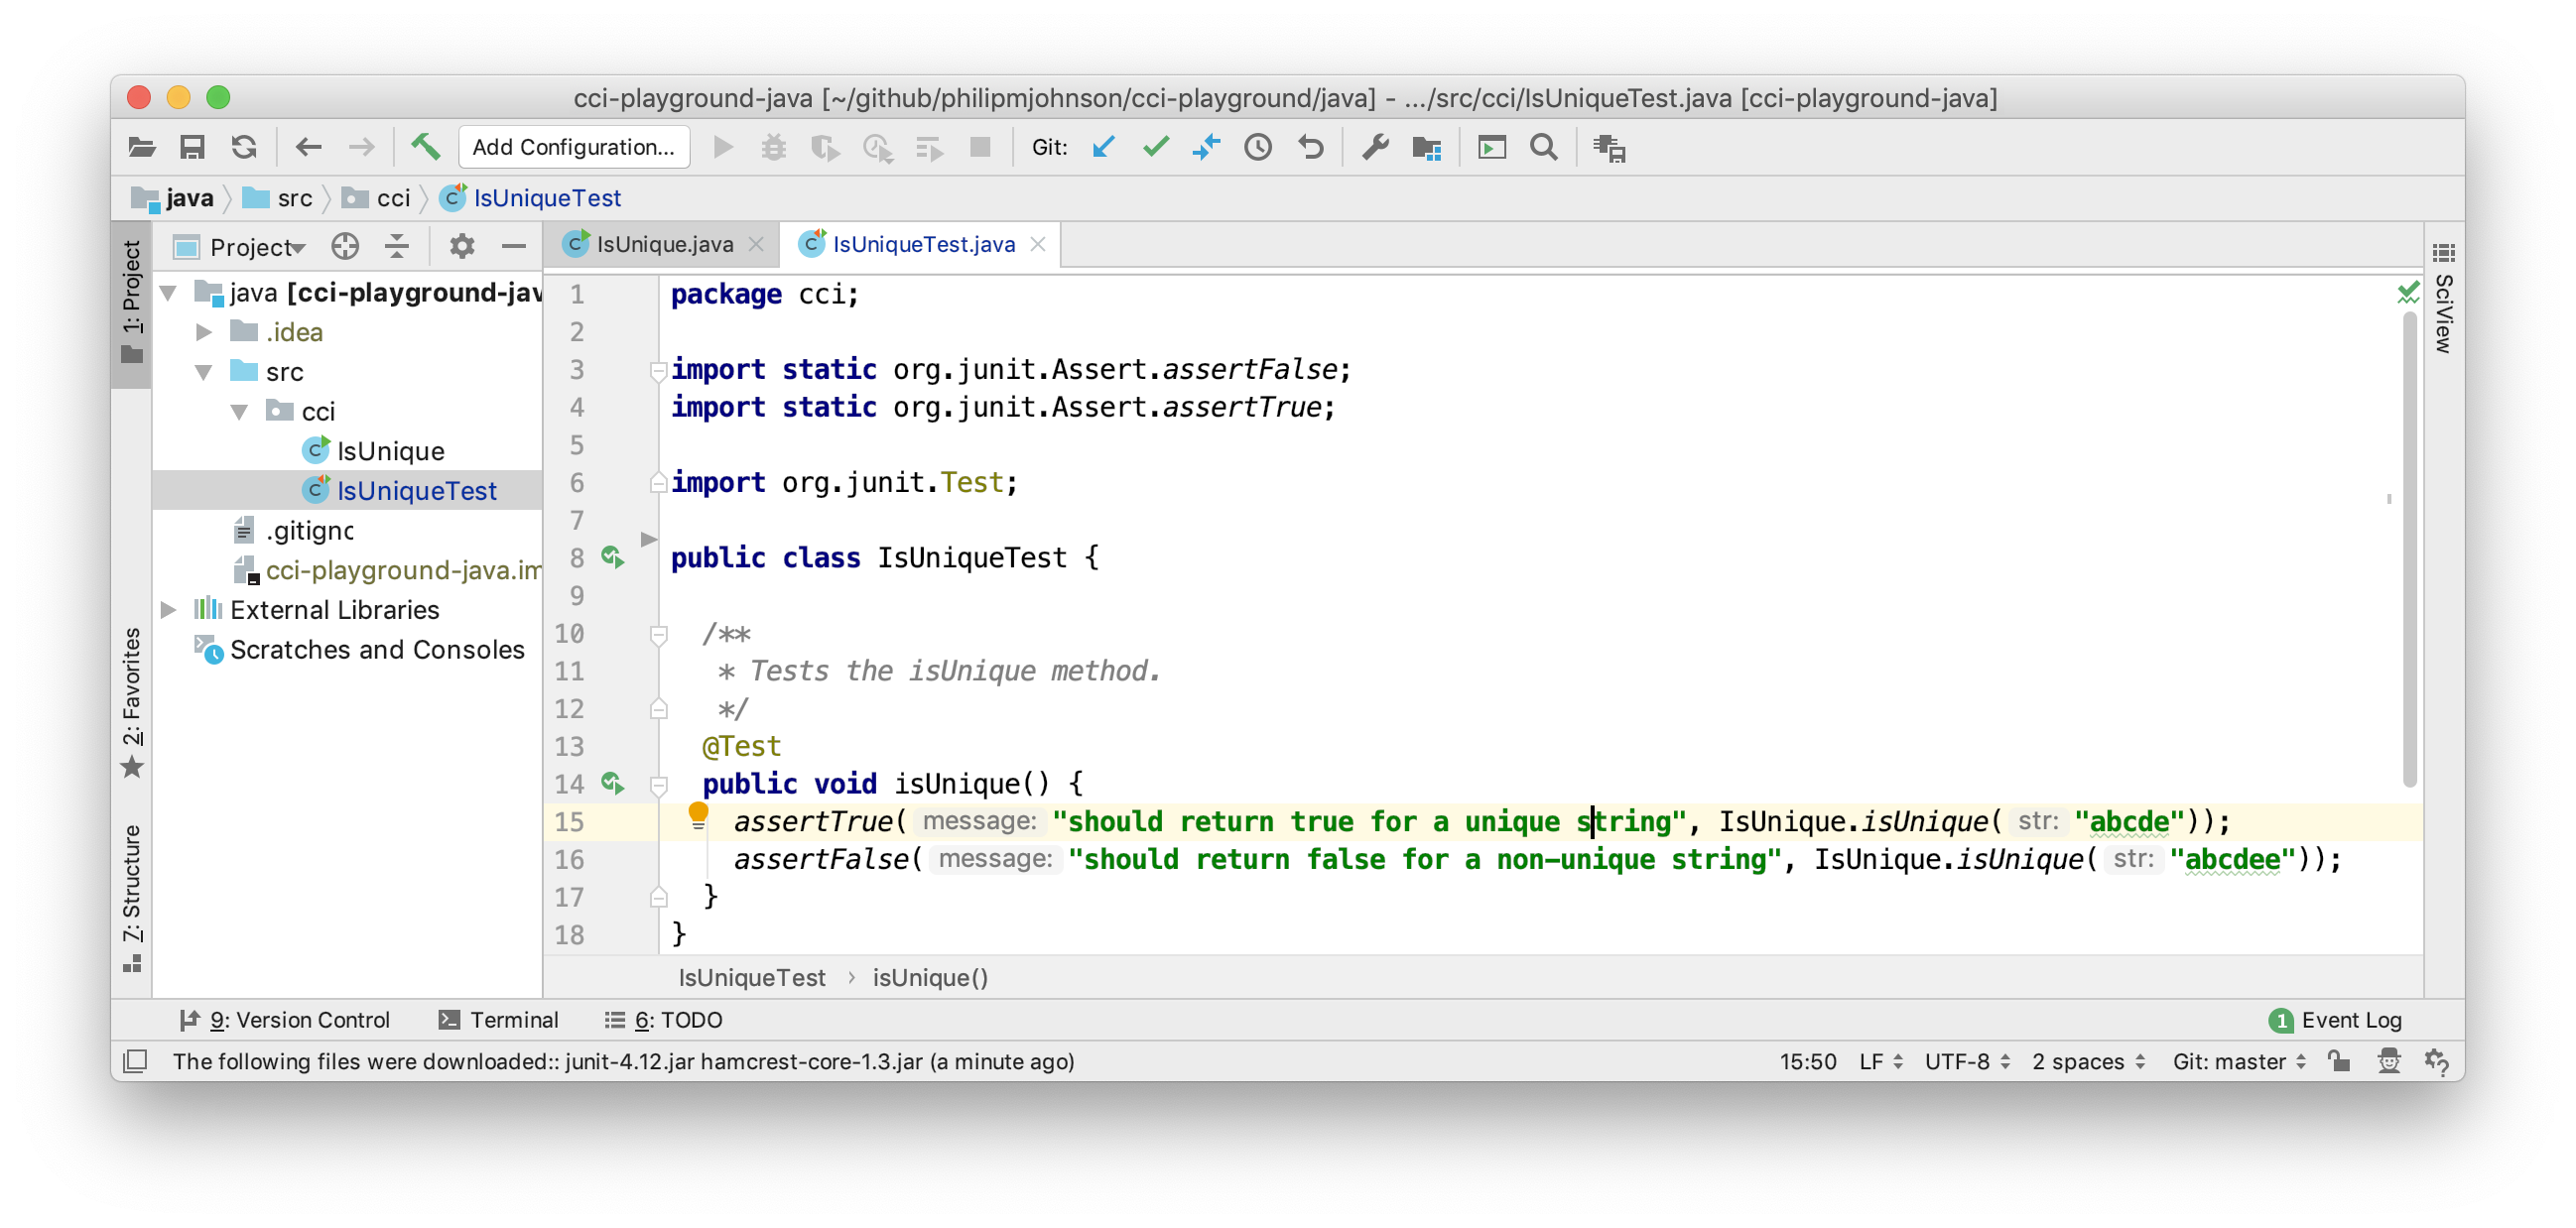 cci-playground-java [~/github/philipmjohnson/cci-playground/java] - .../src/cci/IsUniqueTest.java [cci-playground-java]
Add Configuration... Git:
java src cci IsUniqueTest
1: Project
2: Favorites
7: Structure
Project
java [cci-playground-jav
.idea
src
cci
IsUnique
IsUniqueTest
.gitignc
cci-playground-java.im
External Libraries
Scratches and Consoles
IsUnique.java IsUniqueTest.java
1 package cci;
2
3 import static org.junit.Assert.assertFalse;
4 import static org.junit.Assert.assertTrue;
5
6 import org.junit.Test;
7
8 public class IsUniqueTest {
9
10 /**
11 * Tests the isUnique method.
12 */
13 @Test
14 public void isUnique() {
15 assertTrue( message: "should return true for a unique string", IsUnique.isUnique( str: "abcde"));
16 assertFalse( message: "should return false for a non-unique string", IsUnique.isUnique( str: "abcdee"));
17 }
18 }
IsUniqueTest › isUnique()
SciView
9: Version Control Terminal 6: TODO 1 Event Log
The following files were downloaded:: junit-4.12.jar hamcrest-core-1.3.jar (a minute ago) 15:50 LF UTF-8 2 spaces Git: master